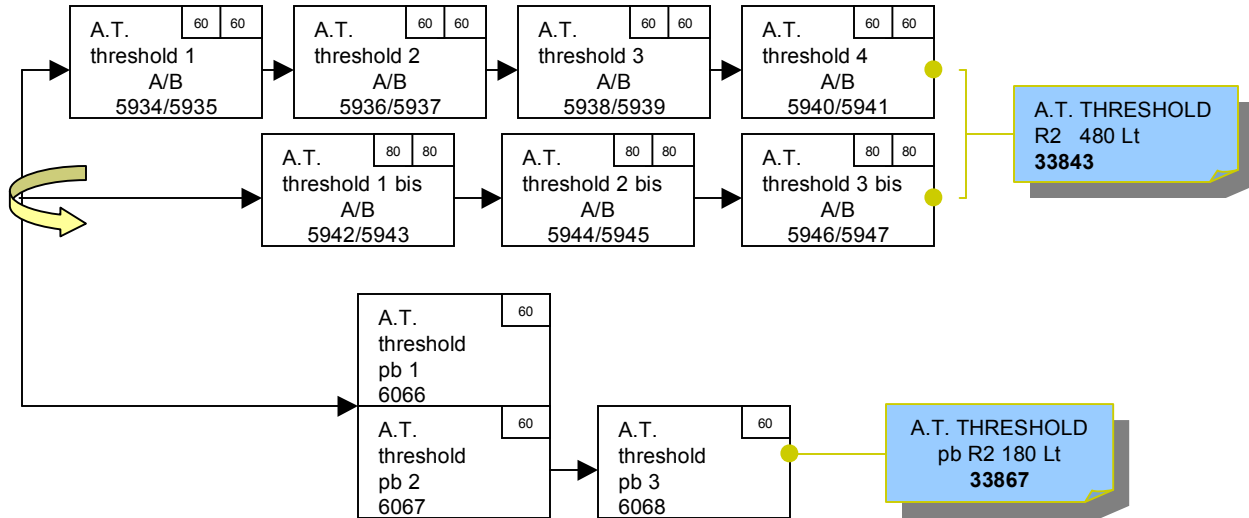 A.T. 60 60
threshold 1
A/B
5934/5935
A.T. 60 60
threshold 2
A/B
5936/5937
A.T. 60 60
threshold 3
A/B
5938/5939
A.T. 60 60
threshold 4
A/B
5940/5941
A.T. THRESHOLD
R2 480 Lt
33843
A.T. 80 80
threshold 1 bis
A/B
5942/5943
A.T. 80 80
threshold 2 bis
A/B
5944/5945
A.T. 80 80
threshold 3 bis
A/B
5946/5947
A.T. 60
threshold
pb 1
6066
A.T. 60
threshold
pb 2
6067
A.T. 60
threshold
pb 3
6068
A.T. THRESHOLD
pb R2 180 Lt
33867